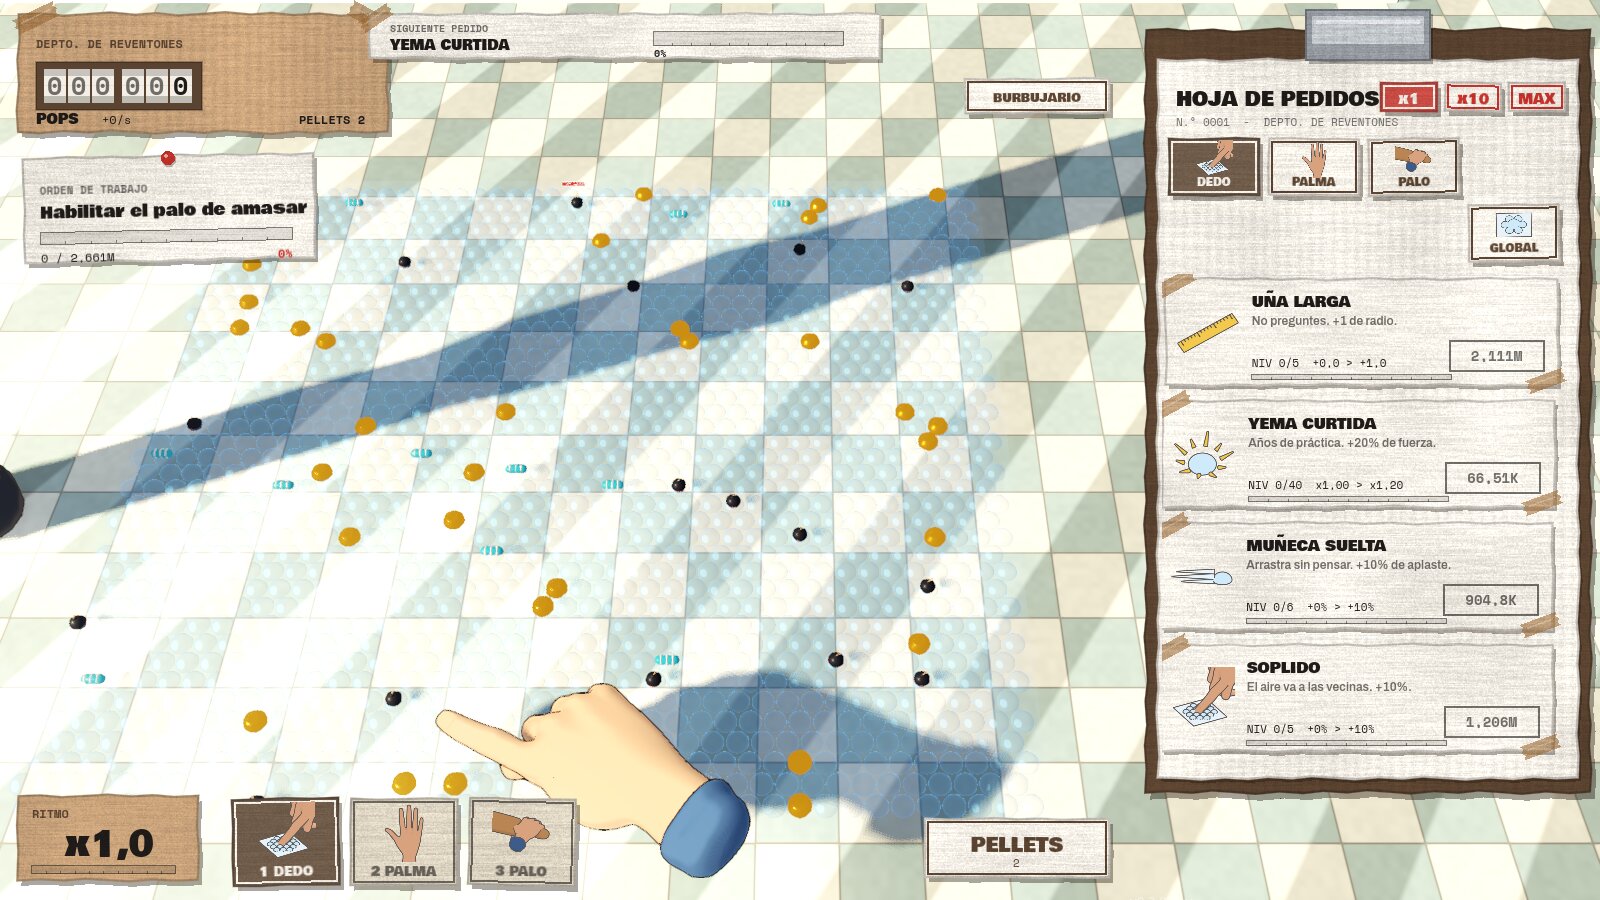 DEPTO. DE REVENTONES
000000
POPS +0/s PELLETS 2
SIGUIENTE PEDIDO
YEMA CURTIDA
0%
BURBUJARIO
ORDEN DE TRABAJO
Habilitar el palo de amasar
0 / 2,661M 0%
HOJA DE PEDIDOS x1 x10 MAX
N.° 0001 - DEPTO. DE REVENTONES
DEDO PALMA PALO
GLOBAL
UÑA LARGA
No preguntes. +1 de radio.
NIV 0/5 +0,0 > +1,0
2,111M
YEMA CURTIDA
Años de práctica. +20% de fuerza.
NIV 0/40 x1,00 > x1,20
66,51K
MUÑECA SUELTA
Arrastra sin pensar. +10% de aplaste.
NIV 0/6 +0% > +10%
904,8K
SOPLIDO
El aire va a las vecinas. +10%.
NIV 0/5 +0% > +10%
1,206M
RITMO
x1,0
1 DEDO 2 PALMA 3 PALO
PELLETS
2